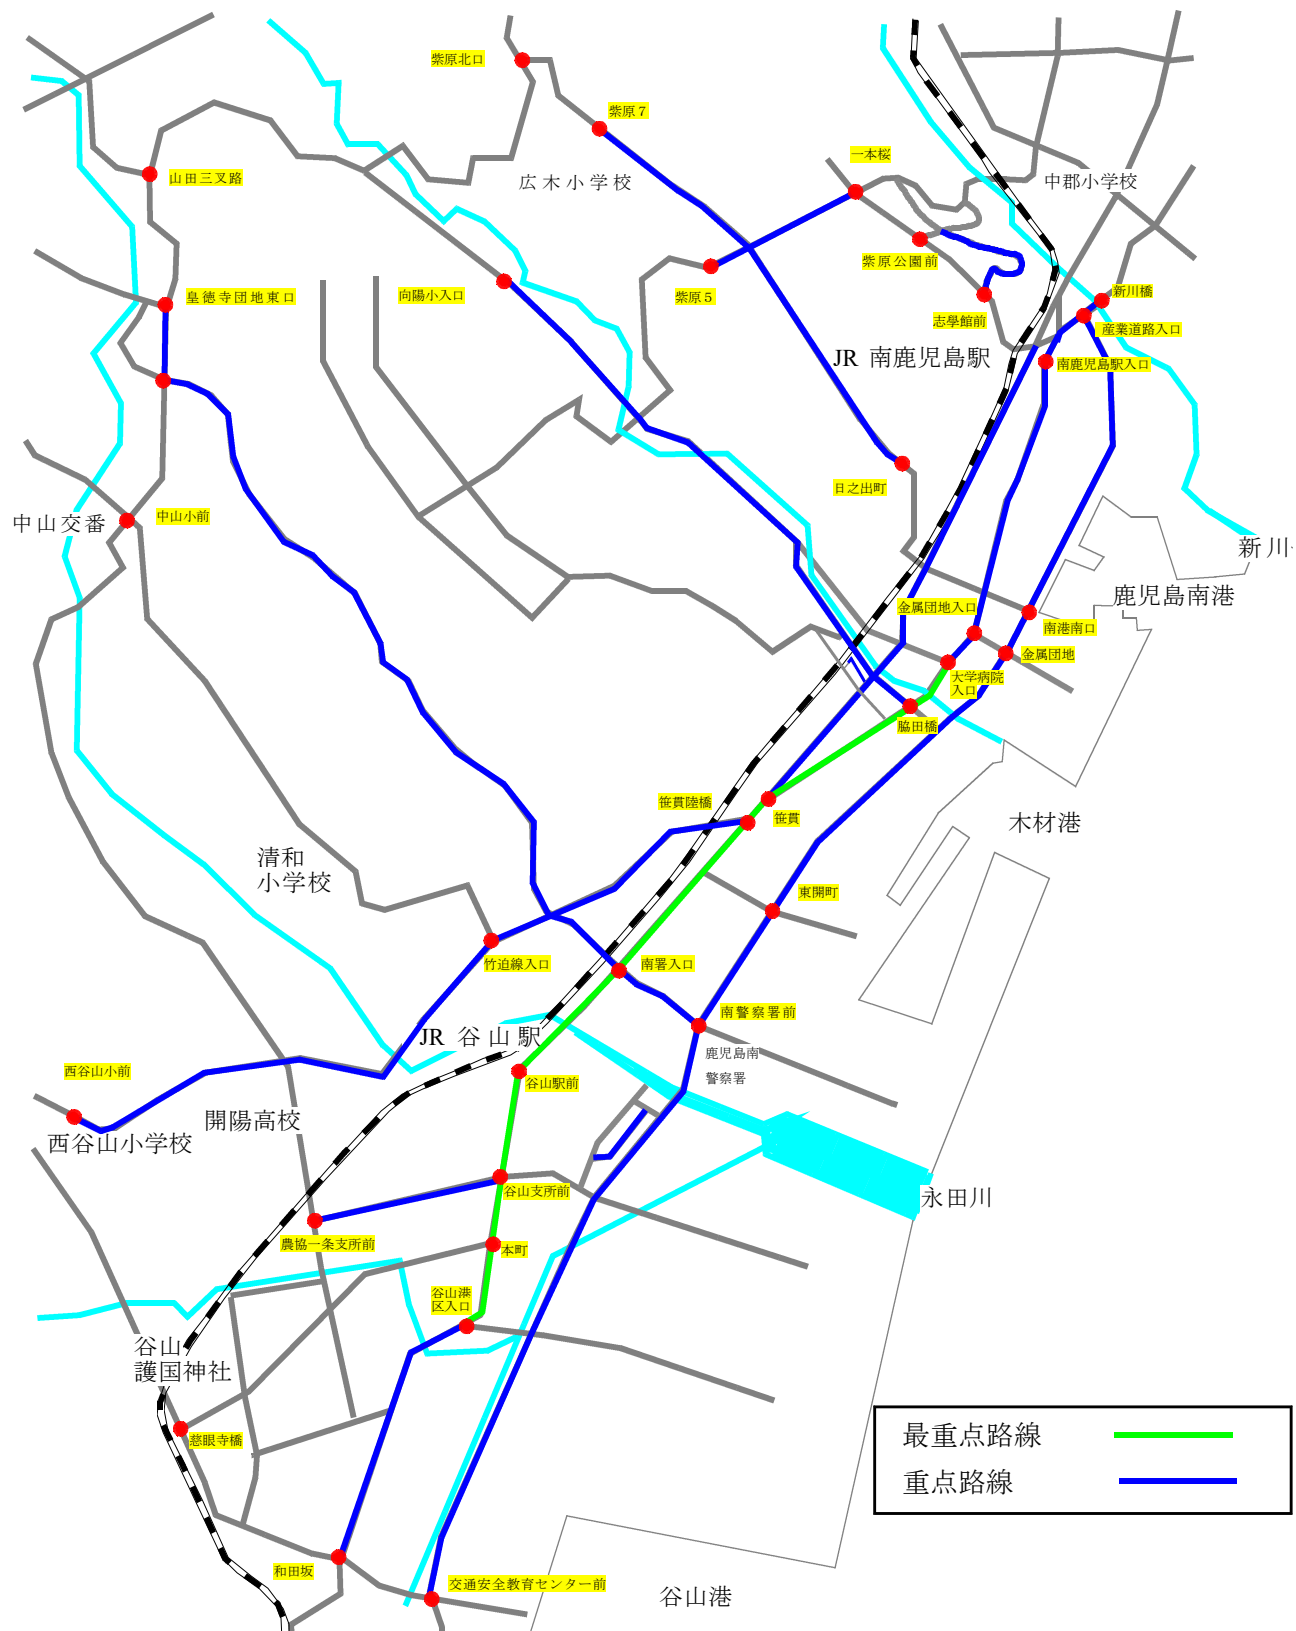 紫原北口
紫原７
一本桜
山田三叉路
広木小学校
中郡小学校
紫原公園前
皇徳寺団地東口
向陽小入口
紫原５
新川橋
志學館前
産業道路入口
JR 南鹿児島駅
南鹿児島駅入口
日之出町
中山交番
中山小前
新川
鹿児島南港
金属団地入口
南港南口
金属団地
大学病院
入口
脇田橋
笹貫陸橋
笹貫
木材港
清和
小学校
東開町
竹迫線入口
南署入口
南警察署前
JR 谷山駅
鹿児島南
警察署
西谷山小前
谷山駅前
開陽高校
西谷山小学校
谷山支所前
永田川
農協一条支所前
本町
谷山港
区入口
谷山
護国神社
慈眼寺橋
最重点路線
重点路線
和田坂
交通安全教育センター前
谷山港